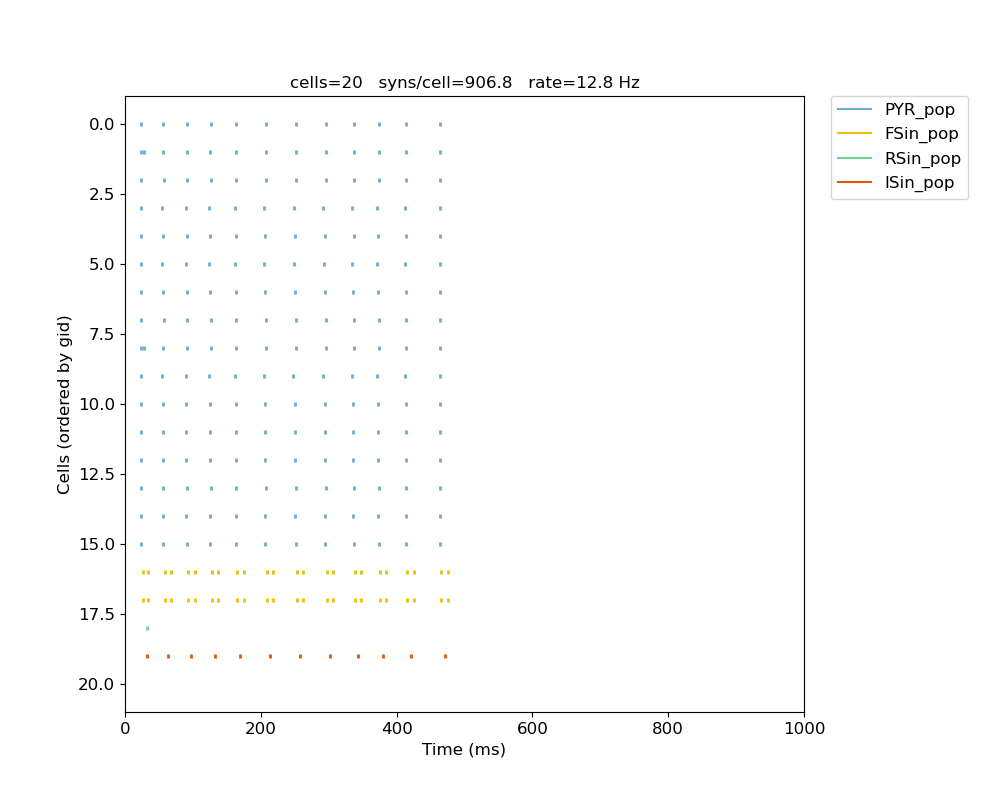 cells=20   syns/cell=906.8   rate=12.8 Hz
PYR_pop
FSin_pop
RSin_pop
ISin_pop
Cells (ordered by gid)
0.0
2.5
5.0
7.5
10.0
12.5
15.0
17.5
20.0
0 200 400 600 800 1000
Time (ms)